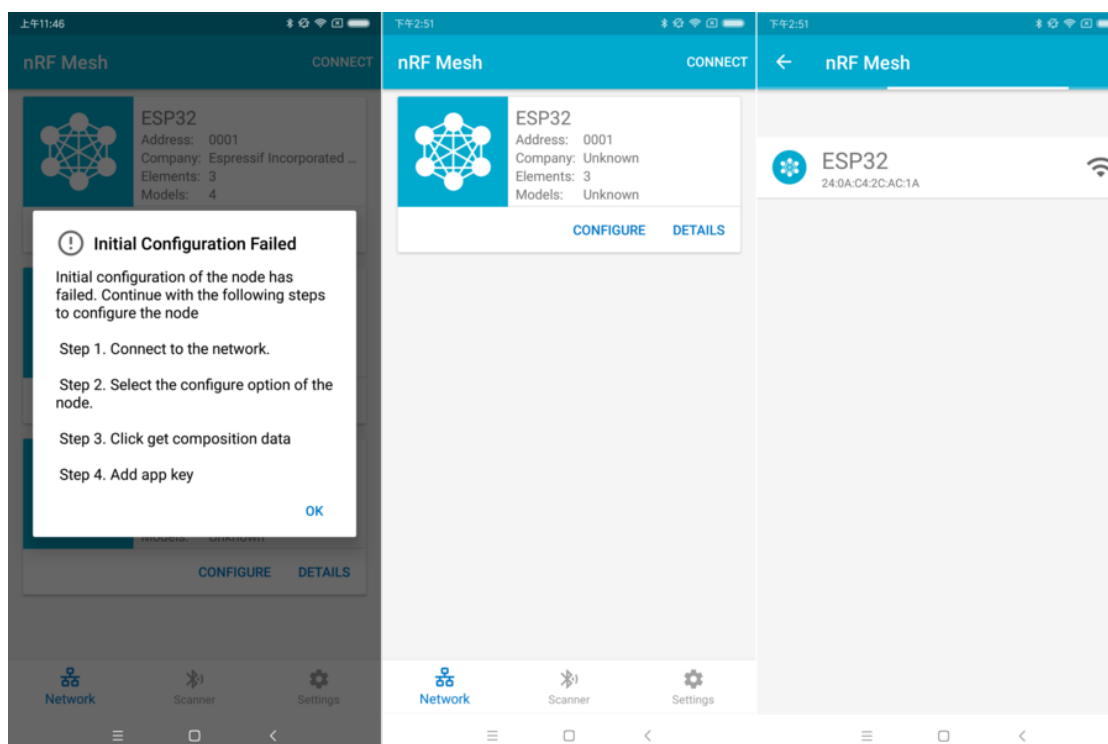 上午11:46
nRF Mesh
CONNECT
ESP32
Address: 0001
Company: Espressif Incorporated ...
Elements: 3
Models: 4
Initial Configuration Failed
Initial configuration of the node has
failed. Continue with the following steps
to configure the node
Step 1. Connect to the network.
Step 2. Select the configure option of the
node.
Step 3. Click get composition data
Step 4. Add app key
OK
Models: Unknown
CONFIGURE DETAILS
Network
Scanner
Settings
下午2:51
nRF Mesh
CONNECT
ESP32
Address: 0001
Company: Unknown
Elements: 3
Models: Unknown
CONFIGURE DETAILS
Network
Scanner
Settings
下午2:51
nRF Mesh
ESP32
24:0A:C4:2C:AC:1A